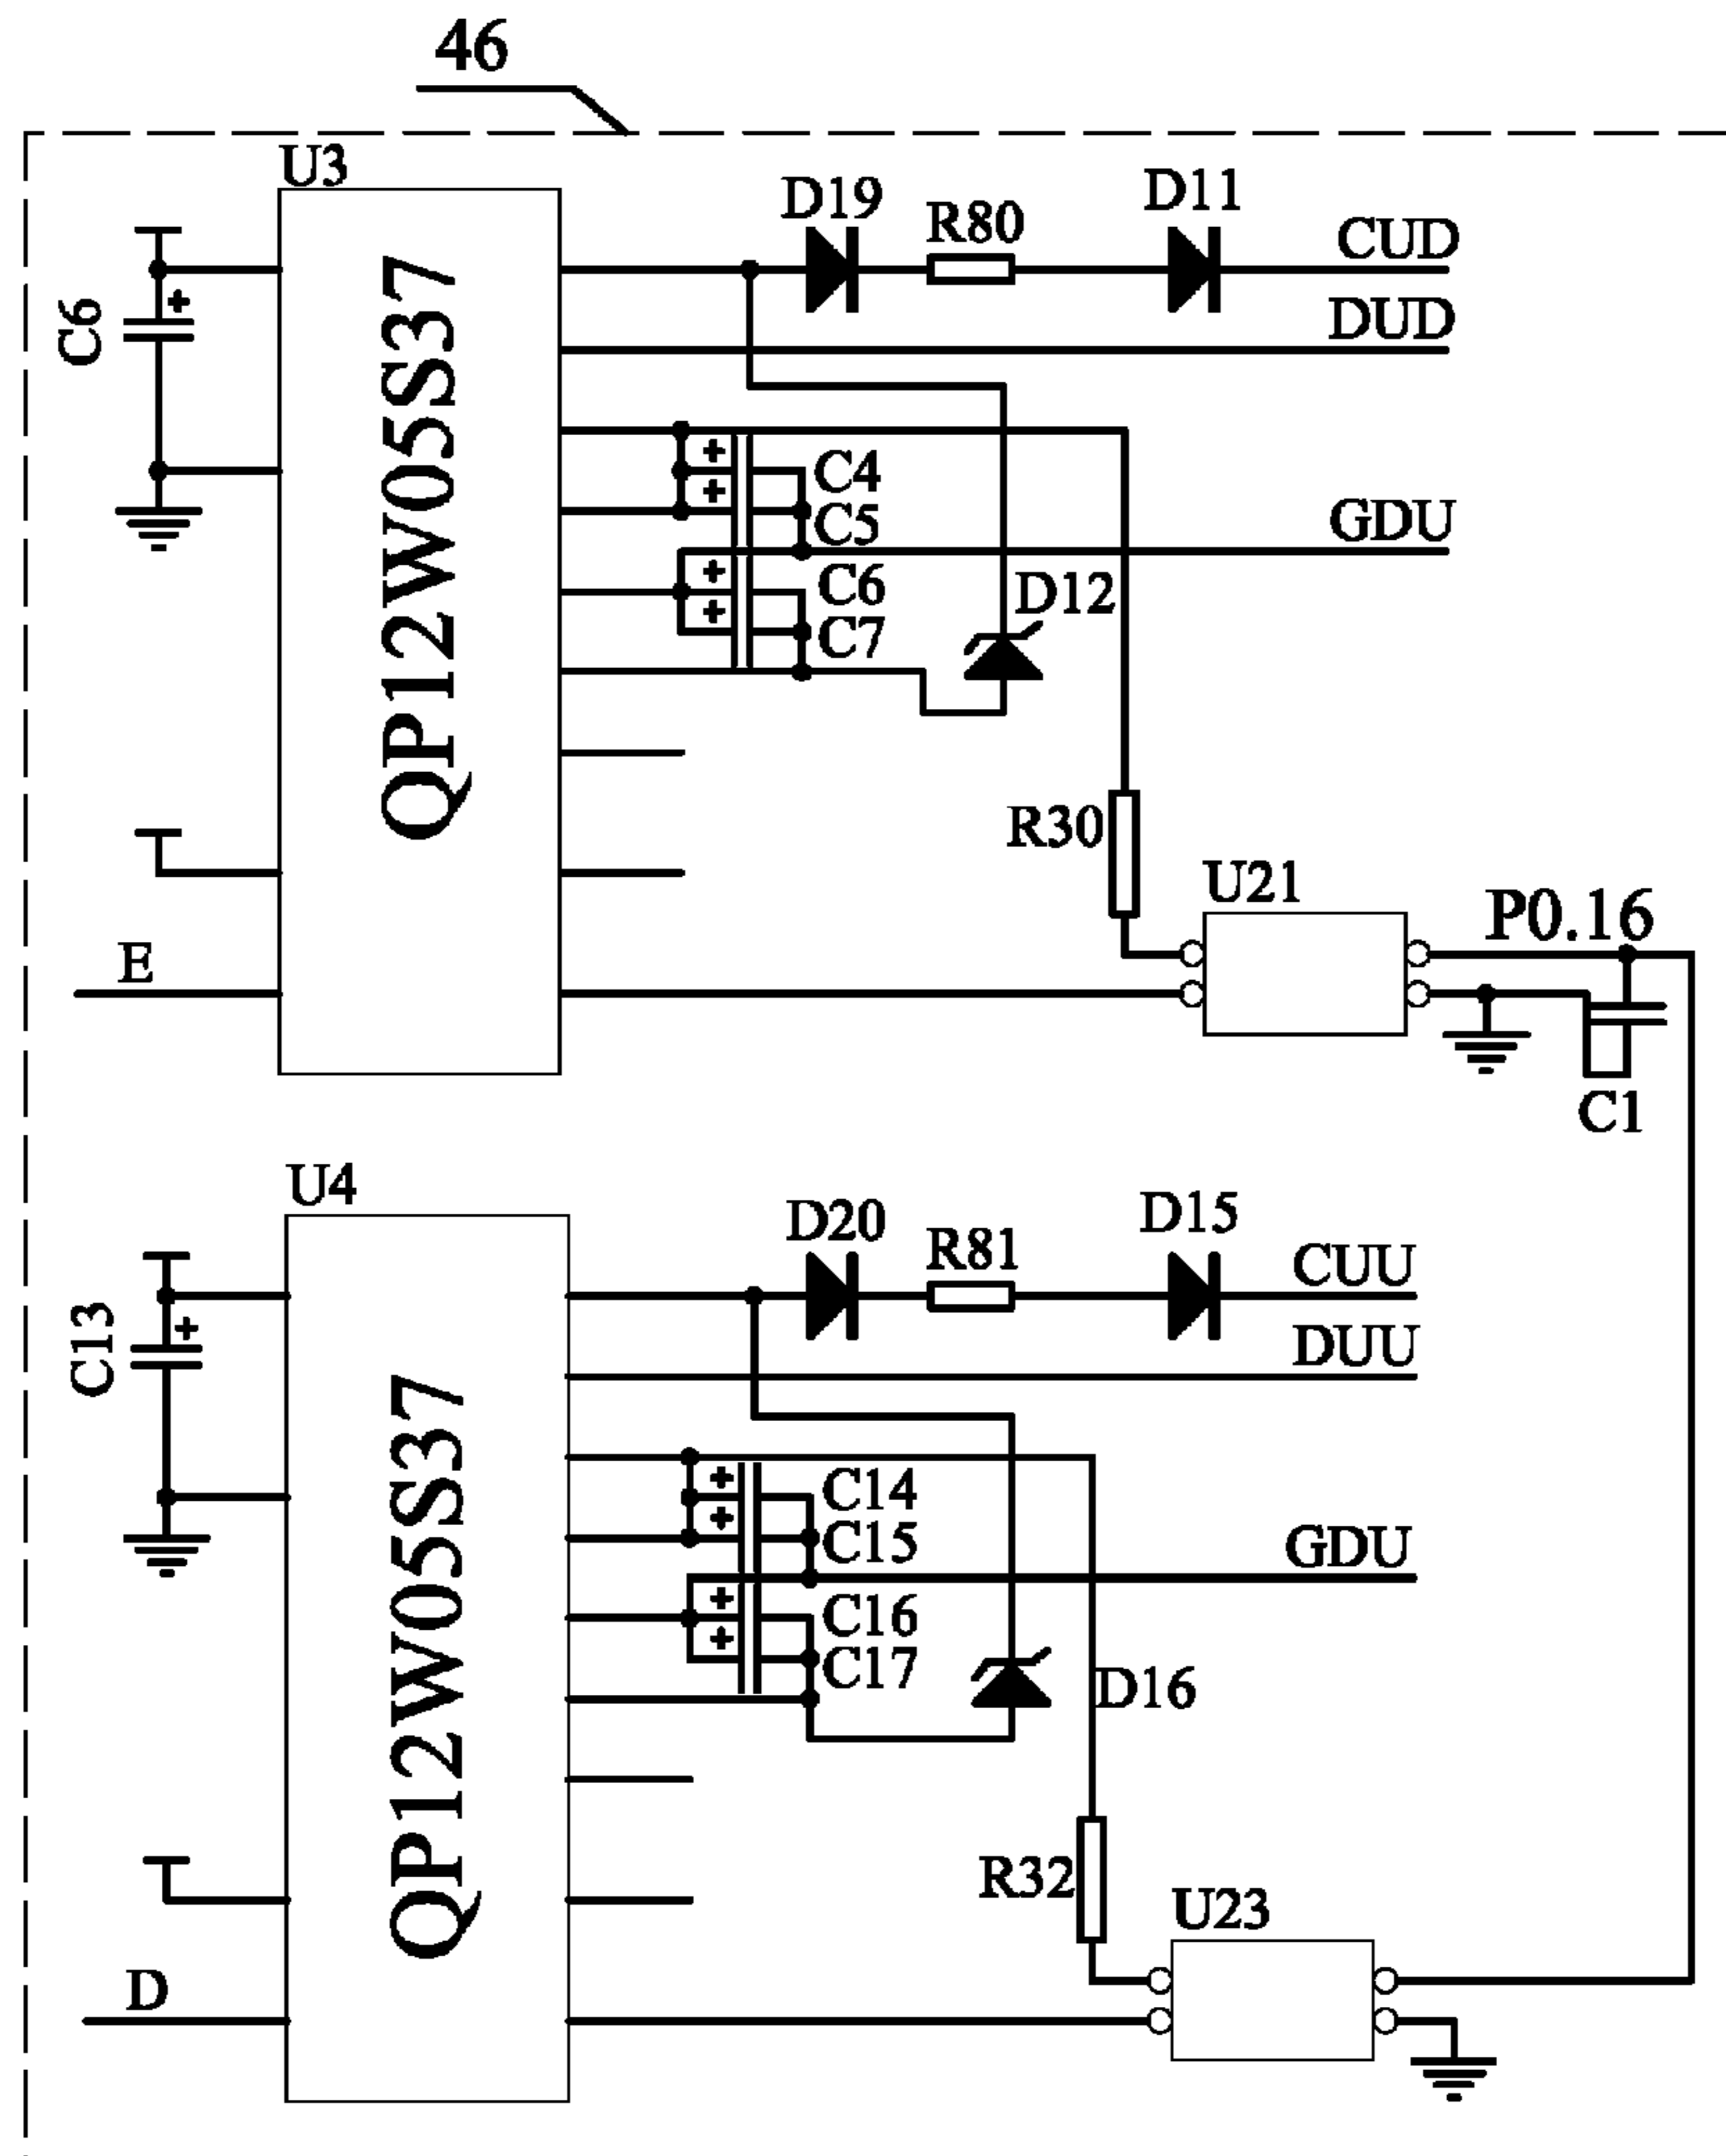 46
U3
D19
R80
D11
CUD
DUD
C6
+
QP12W05S37
+
C4
+
C5
GDU
+
C6
+
C7
D12
R30
U21
P0.16
E
C1
U4
D20
R81
D15
CUU
DUU
C13
+
QP12W05S37
+
C14
+
C15
GDU
+
C16
+
C17
D16
R32
U23
D